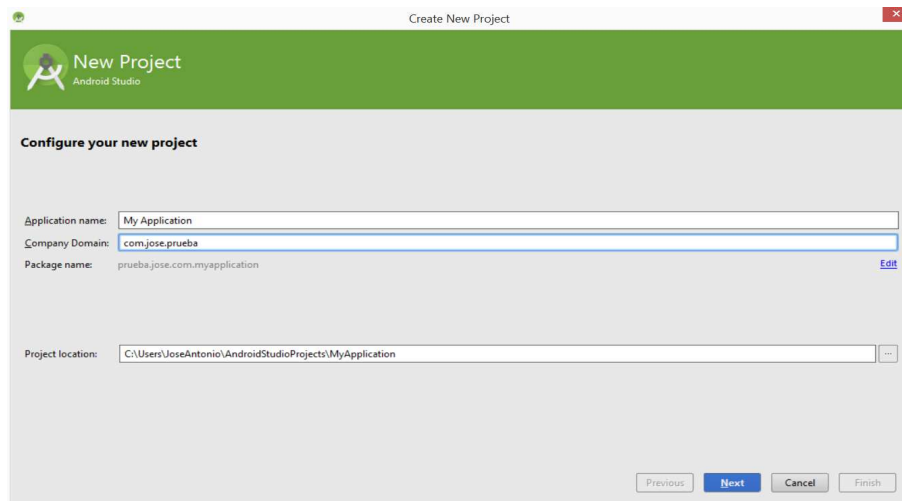 Create New Project
New Project
Android Studio
Configure your new project
Application name: My Application
Company Domain: com.jose.prueba
Package name: prueba.jose.com.myapplication Edit
Project location: C:\Users\JoseAntonio\AndroidStudioProjects\MyApplication ...
Previous Next Cancel Finish